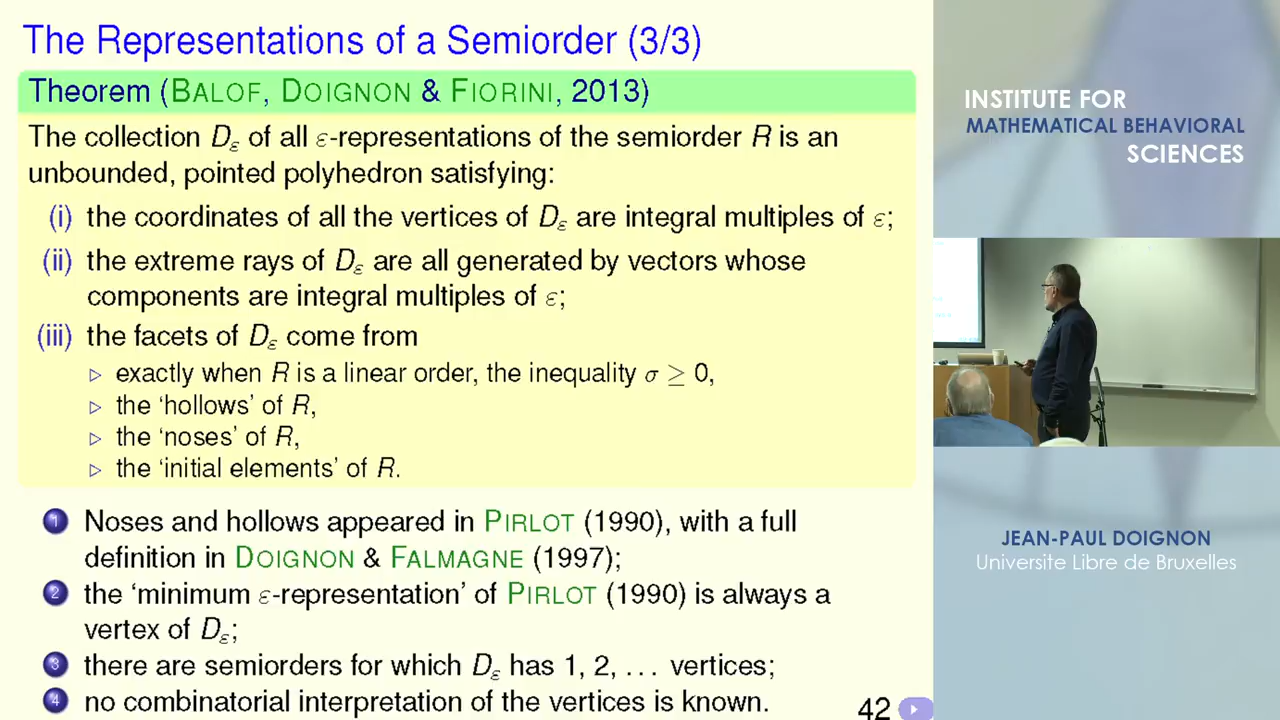 The Representations of a Semiorder (3/3)
Theorem (BALOF, DOIGNON & FIORINI, 2013)
The collection Dε of all ε-representations of the semiorder R is an
unbounded, pointed polyhedron satisfying:
(i) the coordinates of all the vertices of Dε are integral multiples of ε;
(ii) the extreme rays of Dε are all generated by vectors whose
components are integral multiples of ε;
(iii) the facets of Dε come from
▷ exactly when R is a linear order, the inequality σ ≥ 0,
▷ the ‘hollows’ of R,
▷ the ‘noses’ of R,
▷ the ‘initial elements’ of R.
1 Noses and hollows appeared in PIRLOT (1990), with a full
definition in DOIGNON & FALMAGNE (1997);
2 the ‘minimum ε-representation’ of PIRLOT (1990) is always a
vertex of Dε;
3 there are semiorders for which Dε has 1, 2, ... vertices;
4 no combinatorial interpretation of the vertices is known.
42
INSTITUTE FOR
MATHEMATICAL BEHAVIORAL
SCIENCES
JEAN-PAUL DOIGNON
Universite Libre de Bruxelles